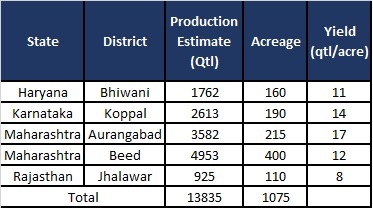 State District Production Estimate (Qtl) Acreage Yield (qtl/acre)
Haryana Bhiwani 1762 160 11
Karnataka Koppal 2613 190 14
Maharashtra Aurangabad 3582 215 17
Maharashtra Beed 4953 400 12
Rajasthan Jhalawar 925 110 8
Total 13835 1075